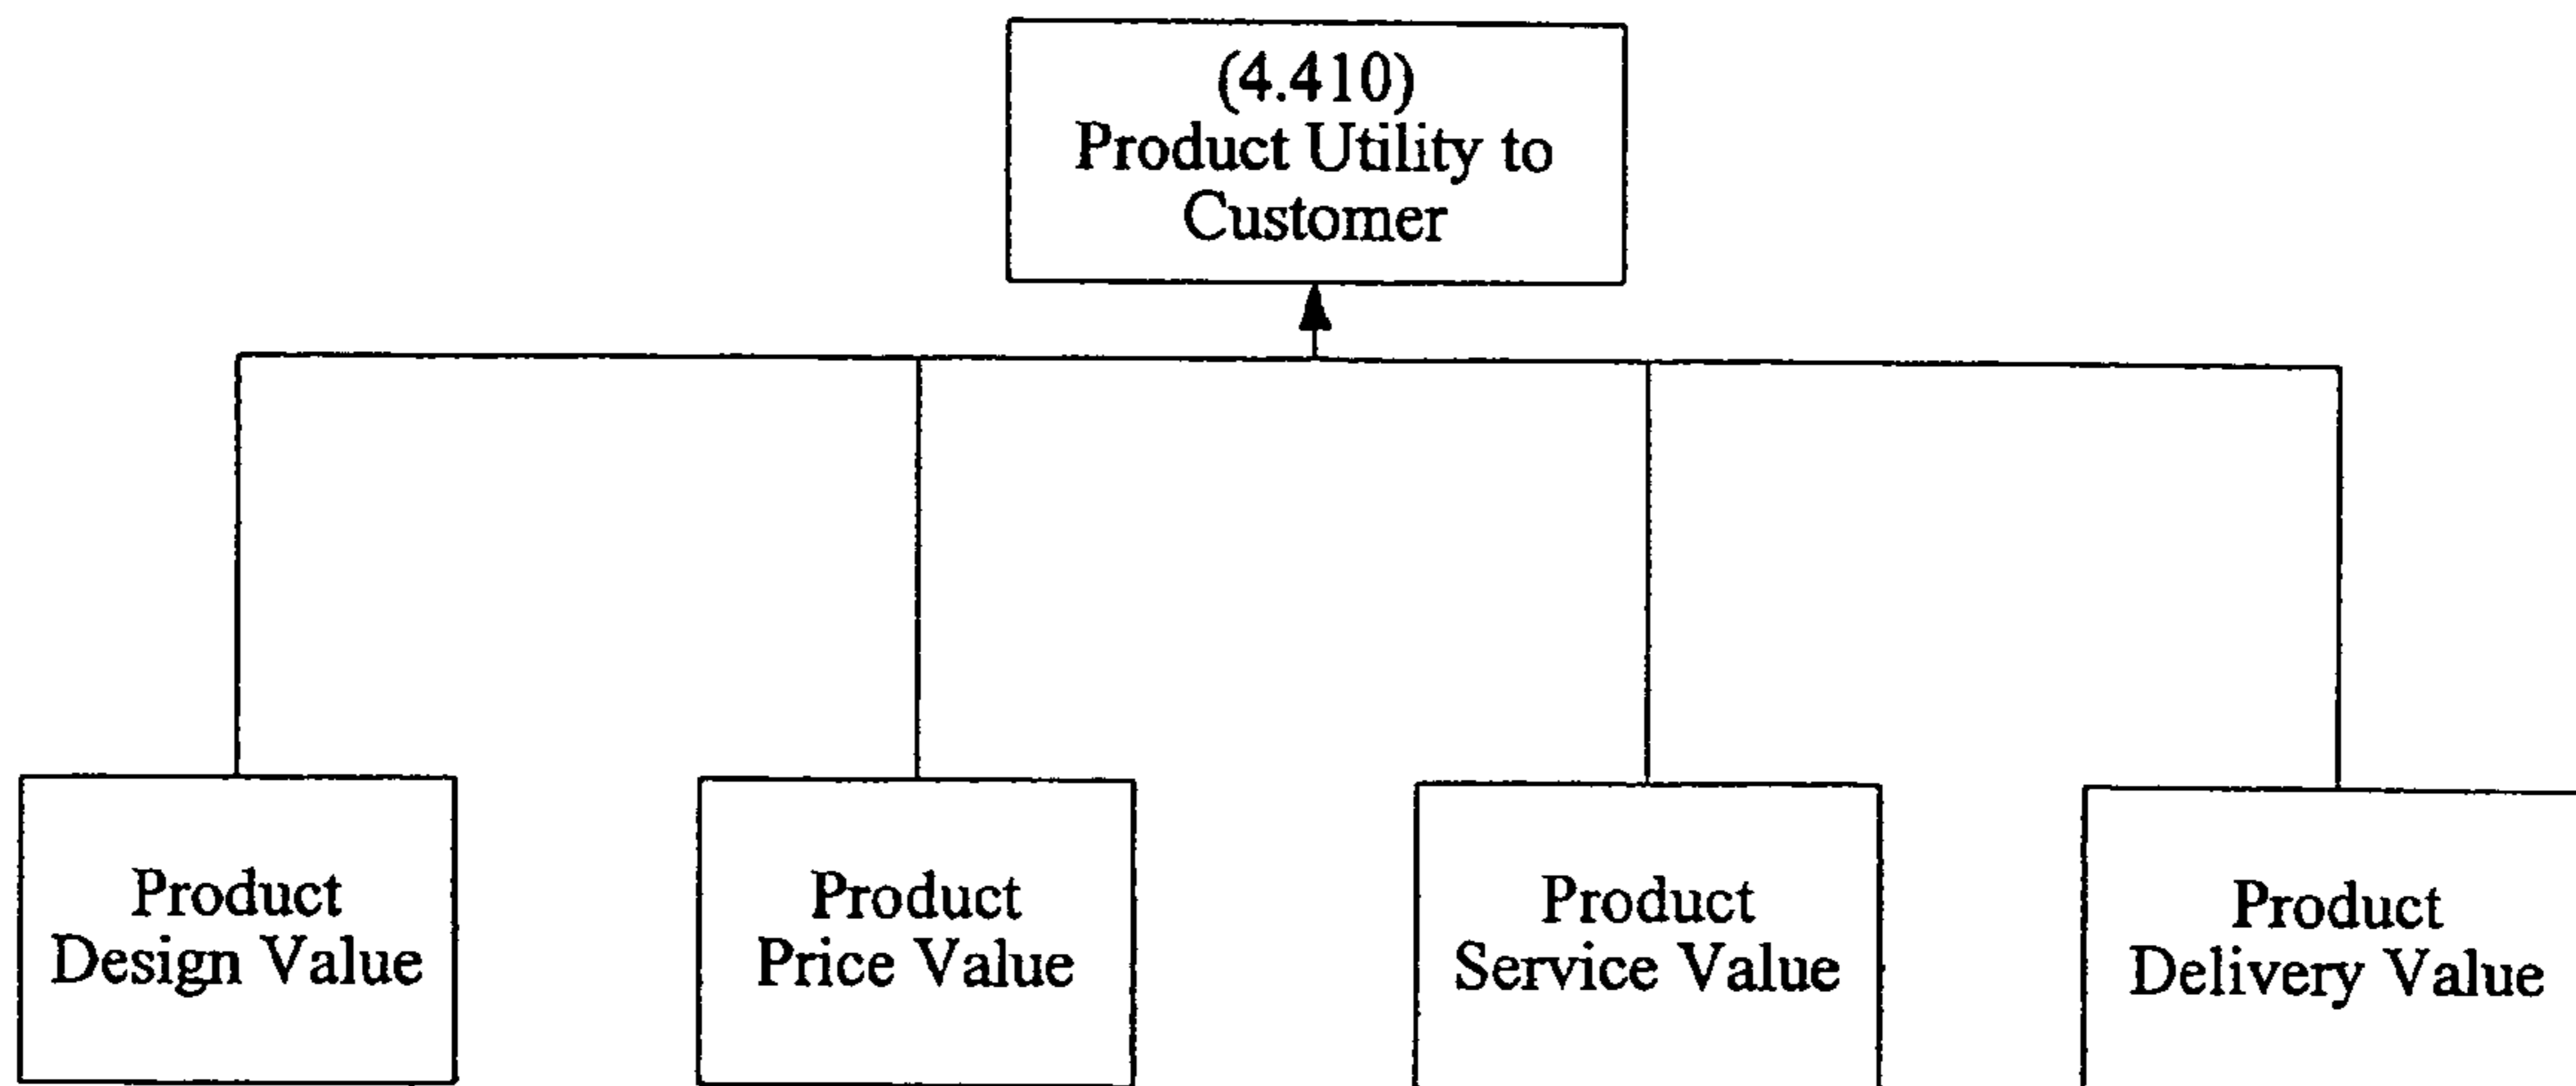 (4.410)
Product Utility to
Customer
Product
Design Value
Product
Price Value
Product
Service Value
Product
Delivery Value